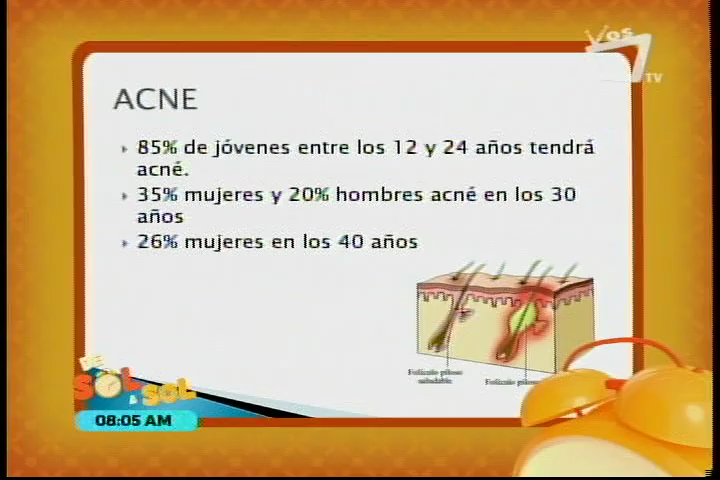 Vos
TV
ACNE
85% de jóvenes entre los 12 y 24 años tendrá
acné.
35% mujeres y 20% hombres acné en los 30
años
26% mujeres en los 40 años
Folículo piloso
saludable
Folículo
DE
SOL
A SOL
08:05 AM